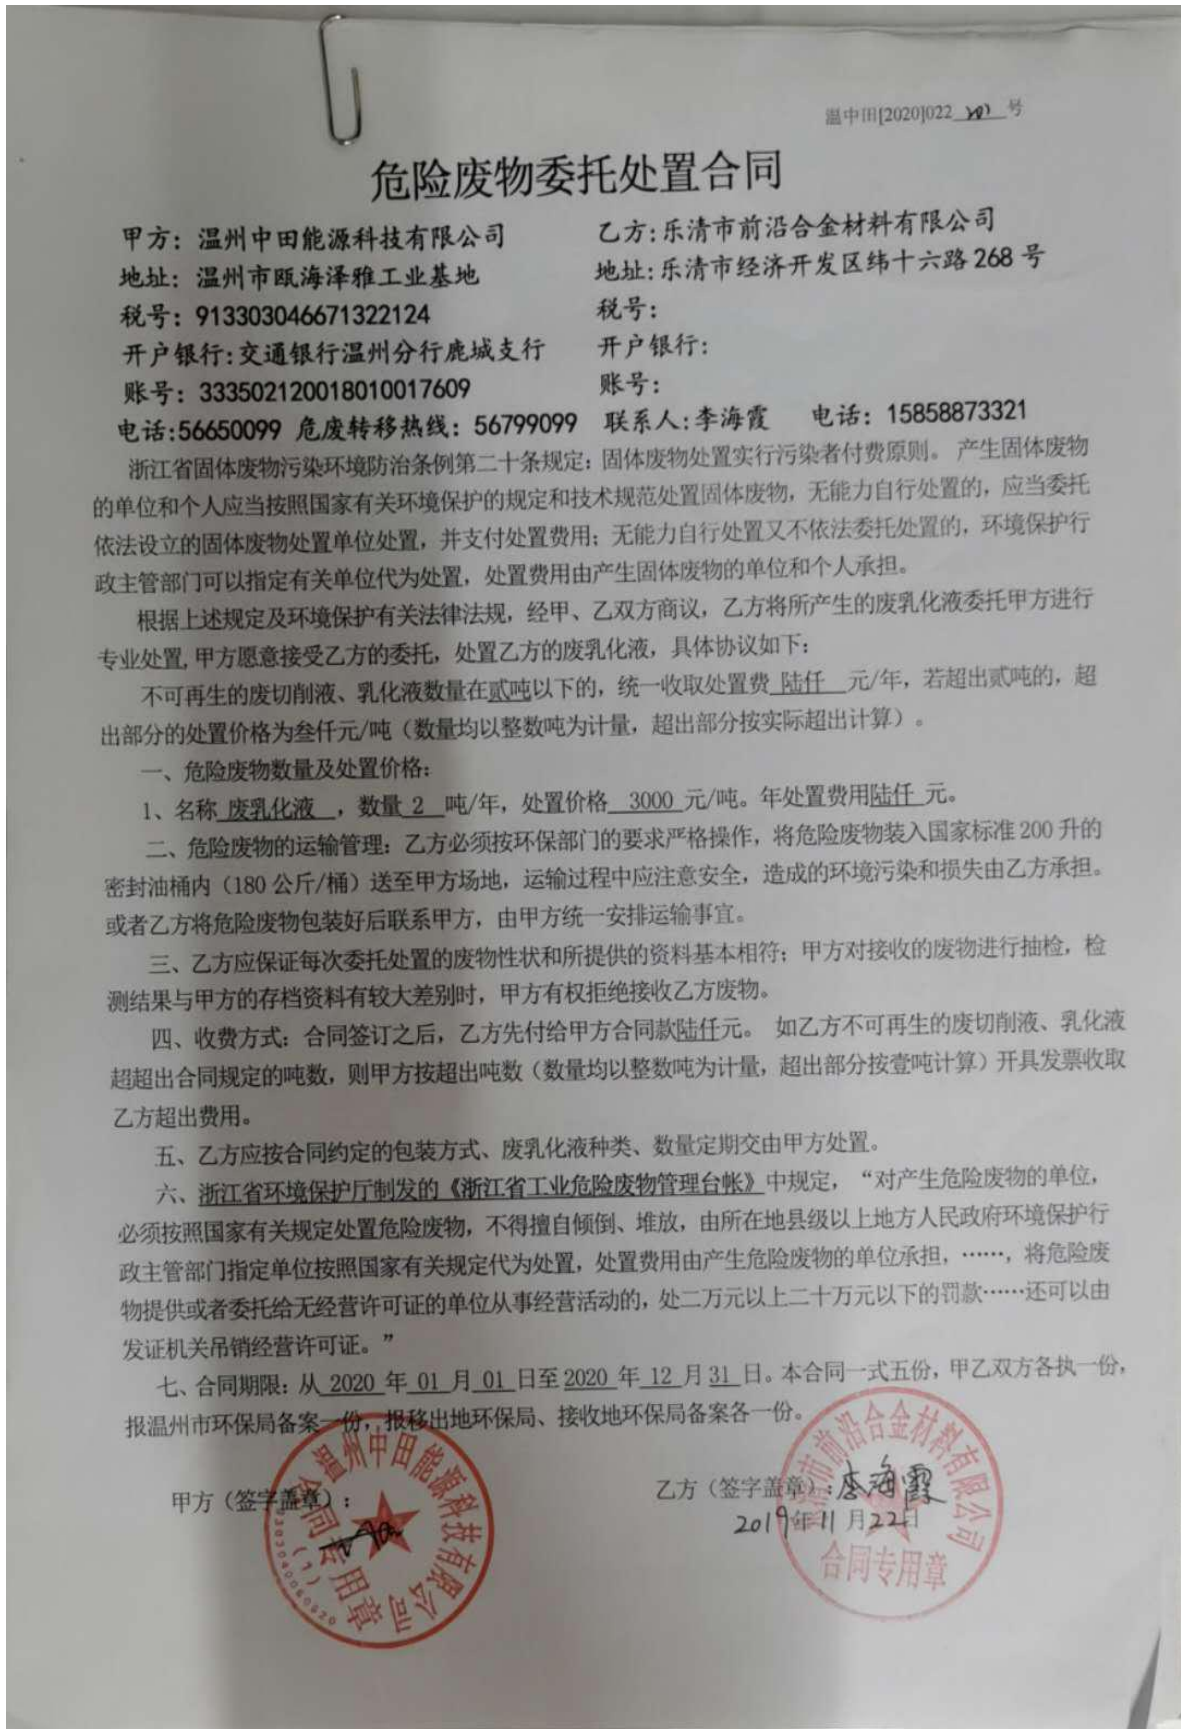 温中田[2020]022 201 号
危险废物委托处置合同
甲方：温州中田能源科技有限公司 乙方:乐清市前沿合金材料有限公司
地址：温州市瓯海泽雅工业基地 地址:乐清市经济开发区纬十六路268号
税号：913303046671322124 税号：
开户银行:交通银行温州分行鹿城支行 开户银行:
账号：333502120018010017609 账号：
电话:56650099 危废转移热线：56799099 联系人:李海霞 电话：15858873321
浙江省固体废物污染环境防治条例第二十条规定：固体废物处置实行污染者付费原则。 产生固体废物
的单位和个人应当按照国家有关环境保护的规定和技术规范处置固体废物，无能力自行处置的，应当委托
依法设立的固体废物处置单位处置，并支付处置费用；无能力自行处置又不依法委托处置的，环境保护行
政主管部门可以指定有关单位代为处置，处置费用由产生固体废物的单位和个人承担。
根据上述规定及环境保护有关法律法规，经甲、乙双方商议，乙方将所产生的废乳化液委托甲方进行
专业处置,甲方愿意接受乙方的委托，处置乙方的废乳化液，具体协议如下：
不可再生的废切削液、乳化液数量在贰吨以下的，统一收取处置费 陆仟 元/年，若超出贰吨的，超
出部分的处置价格为叁仟元/吨（数量均以整数吨为计量，超出部分按实际超出计算）。
一、危险废物数量及处置价格：
1、名称 废乳化液 ，数量 2 吨/年，处置价格 3000 元/吨。年处置费用陆仟 元。
二、危险废物的运输管理：乙方必须按环保部门的要求严格操作，将危险废物装入国家标准200升的
密封油桶内（180公斤/桶）送至甲方场地，运输过程中应注意安全，造成的环境污染和损失由乙方承担。
或者乙方将危险废物包装好后联系甲方，由甲方统一安排运输事宜。
三、乙方应保证每次委托处置的废物性状和所提供的资料基本相符；甲方对接收的废物进行抽检，检
测结果与甲方的存档资料有较大差别时，甲方有权拒绝接收乙方废物。
四、收费方式：合同签订之后，乙方先付给甲方合同款陆仟元。 如乙方不可再生的废切削液、乳化液
超超出合同规定的吨数，则甲方按超出吨数（数量均以整数吨为计量，超出部分按壹吨计算）开具发票收取
乙方超出费用。
五、乙方应按合同约定的包装方式、废乳化液种类、数量定期交由甲方处置。
六、浙江省环境保护厅制发的《浙江省工业危险废物管理台帐》中规定，“对产生危险废物的单位，
必须按照国家有关规定处置危险废物，不得擅自倾倒、堆放，由所在地县级以上地方人民政府环境保护行
政主管部门指定单位按照国家有关规定代为处置，处置费用由产生危险废物的单位承担，……，将危险废
物提供或者委托给无经营许可证的单位从事经营活动的，处二万元以上二十万元以下的罚款……还可以由
发证机关吊销经营许可证。”
七、合同期限：从 2020 年 01 月 01 日至 2020 年 12 月 31 日。本合同一式五份，甲乙双方各执一份，
报温州市环保局备案一份，报移出地环保局、接收地环保局备案各一份。
甲方（签字盖章）： 乙方（签字盖章）:李海霞
2019年11月22日
温州中田能源科技有限公司
合同专用章
(1)
乐清市前沿合金材料有限公司
合同专用章